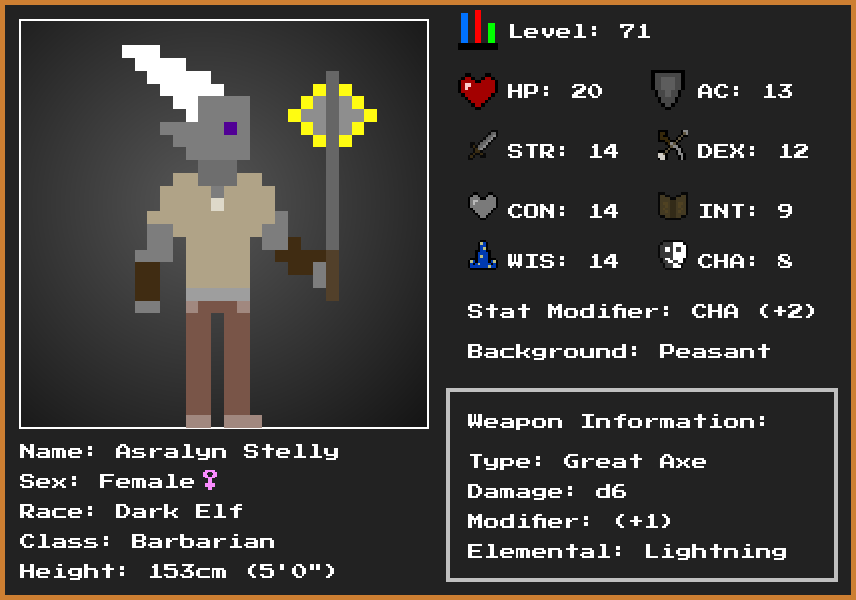 Level: 71
HP: 20
AC: 13
STR: 14
DEX: 12
CON: 14
INT: 9
WIS: 14
CHA: 8
Stat Modifier: CHA (+2)
Background: Peasant
Weapon Information:
Type: Great Axe
Damage: d6
Modifier: (+1)
Elemental: Lightning
Name: Asralyn Stelly
Sex: Female♀
Race: Dark Elf
Class: Barbarian
Height: 153cm (5'0")